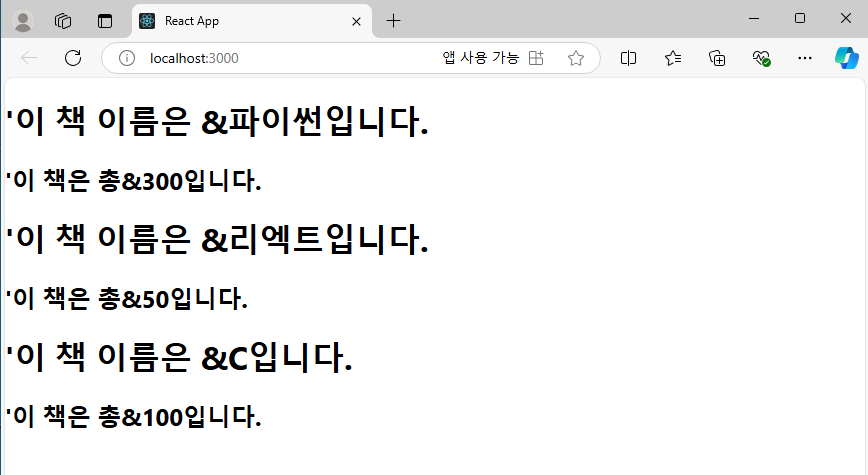 React App
localhost:3000
앱 사용 가능
'이 책 이름은 &파이썬입니다.
'이 책은 총&300입니다.
'이 책 이름은 &리엑트입니다.
'이 책은 총&50입니다.
'이 책 이름은 &C입니다.
'이 책은 총&100입니다.